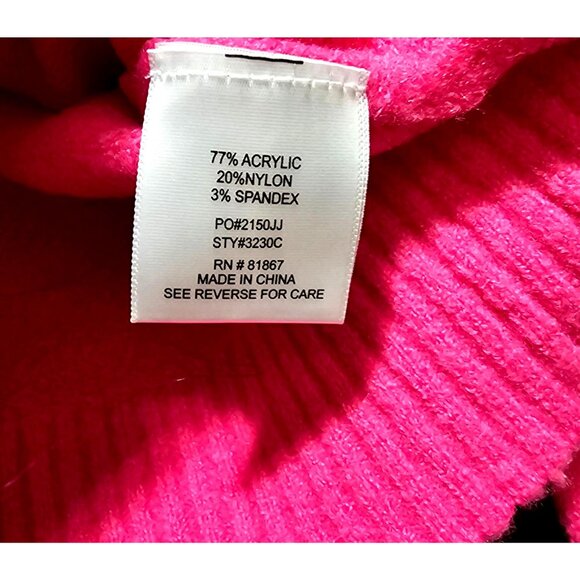 77% ACRYLIC
20%NYLON
3% SPANDEX
PO#2150JJ
STY#3230C
RN # 81867
MADE IN CHINA
SEE REVERSE FOR CARE